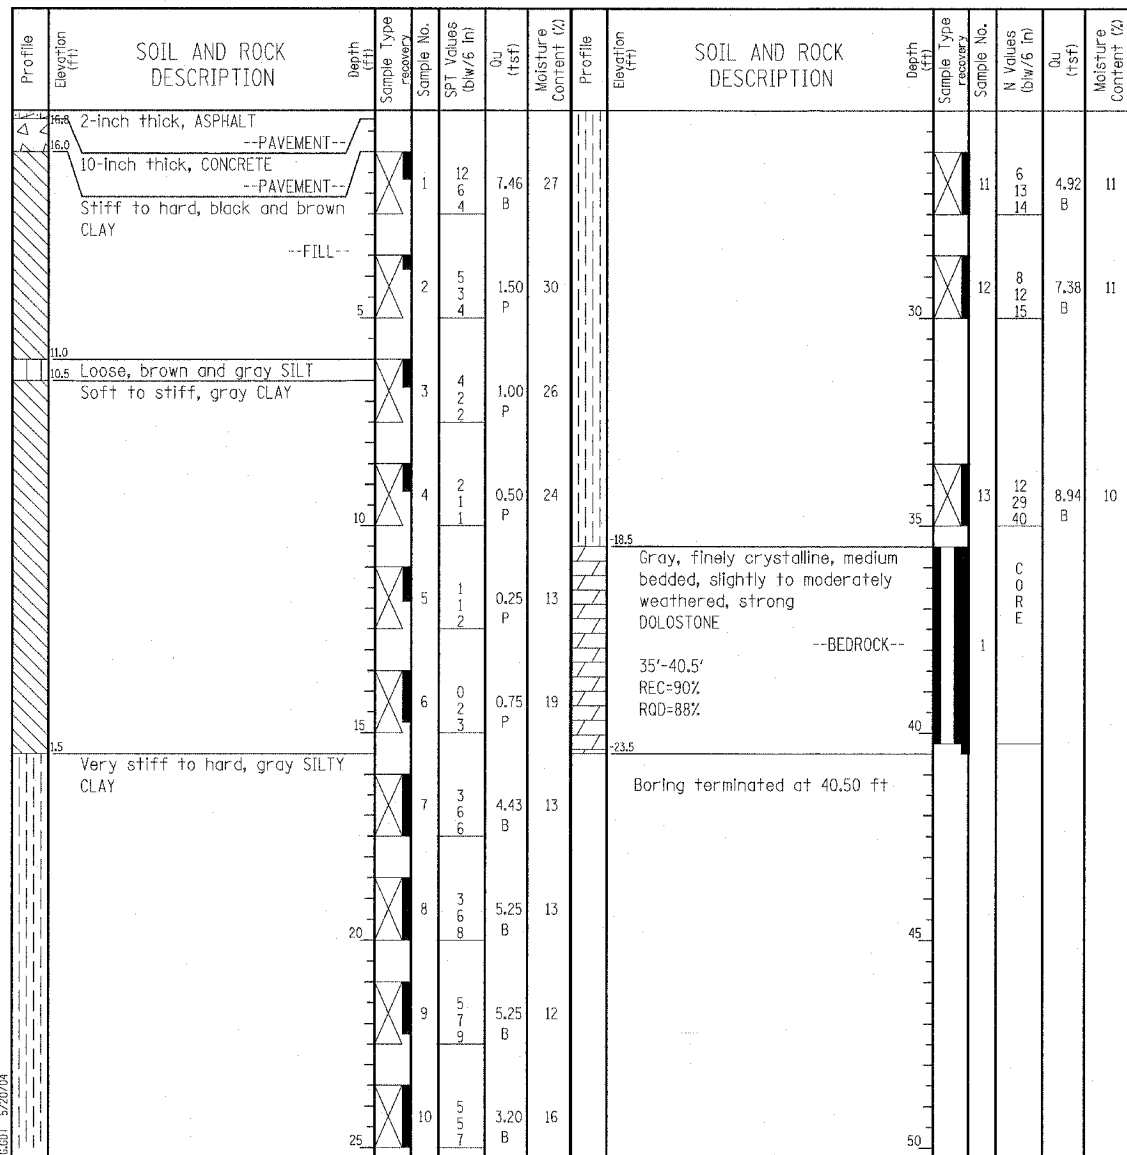 Profile
Elevation (ft)
SOIL AND ROCK
DESCRIPTION
Depth (ft)
Sample Type
recovery
Sample No.
SPT Values
(blw/6 in)
Qu
(tsf)
Moisture
Content (%)
16.8 2-inch thick, ASPHALT
--PAVEMENT--
16.0
10-inch thick, CONCRETE
--PAVEMENT--
Stiff to hard, black and brown
CLAY
--FILL--
1 12 6 4 7.46 B 27
2 5 3 4 1.50 P 30
5
11.0
Loose, brown and gray SILT
10.5
Soft to stiff, gray CLAY
3 4 2 2 1.00 P 26
4 2 1 1 0.50 P 24
10
5 1 1 2 0.25 P 13
6 0 2 3 0.75 P 19
15
1.5
Very stiff to hard, gray SILTY
CLAY
7 3 6 6 4.43 B 13
8 3 6 8 5.25 B 13
20
9 5 7 9 5.25 B 12
10 5 5 7 3.20 B 16
25
5/20/04
Profile
Elevation (ft)
SOIL AND ROCK
DESCRIPTION
Depth (ft)
Sample Type
recovery
Sample No.
N Values
(blw/6 in)
Qu
(tsf)
Moisture
Content (%)
11 6 13 14 4.92 B 11
12 8 12 15 7.38 B 11
30
13 12 29 40 8.94 B 10
35
-18.5
Gray, finely crystalline, medium
bedded, slightly to moderately
weathered, strong
DOLOSTONE
--BEDROCK--
35'-40.5'
REC=90%
RQD=88%
1
CORE
40
-23.5
Boring terminated at 40.50 ft
45
50